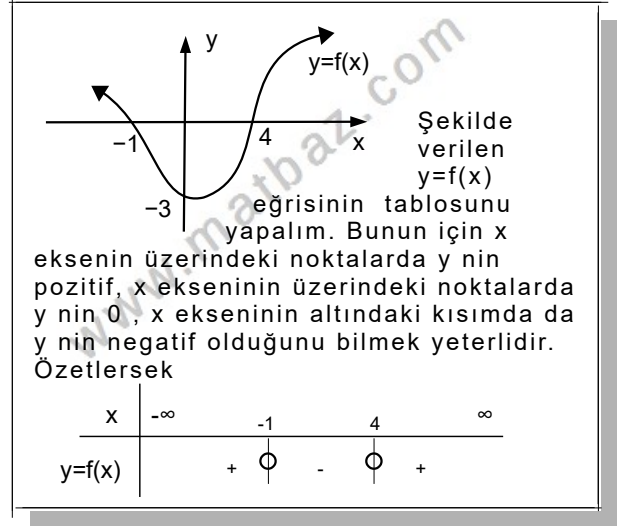 y
y=f(x)
−1
4
x
−3
Şekilde
verilen
y=f(x)
eğrisinin tablosunu
yapalım. Bunun için x
eksenin üzerindeki noktalarda y nin
pozitif, x ekseninin üzerindeki noktalarda
y nin 0 , x ekseninin altındaki kısımda da
y nin negatif olduğunu bilmek yeterlidir.
Özetlersek
x -∞ -1 4 ∞
y=f(x) + - +
www.matbaz.com